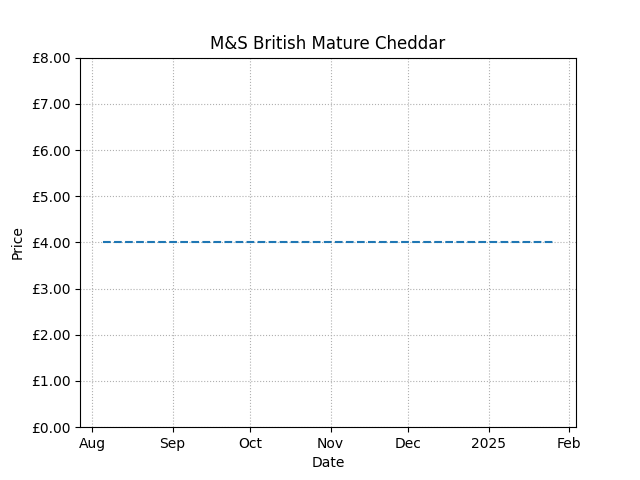 M&S British Mature Cheddar
£8.00
£7.00
£6.00
£5.00
£4.00
£3.00
£2.00
£1.00
£0.00
Price
Aug Sep Oct Nov Dec 2025 Feb
Date